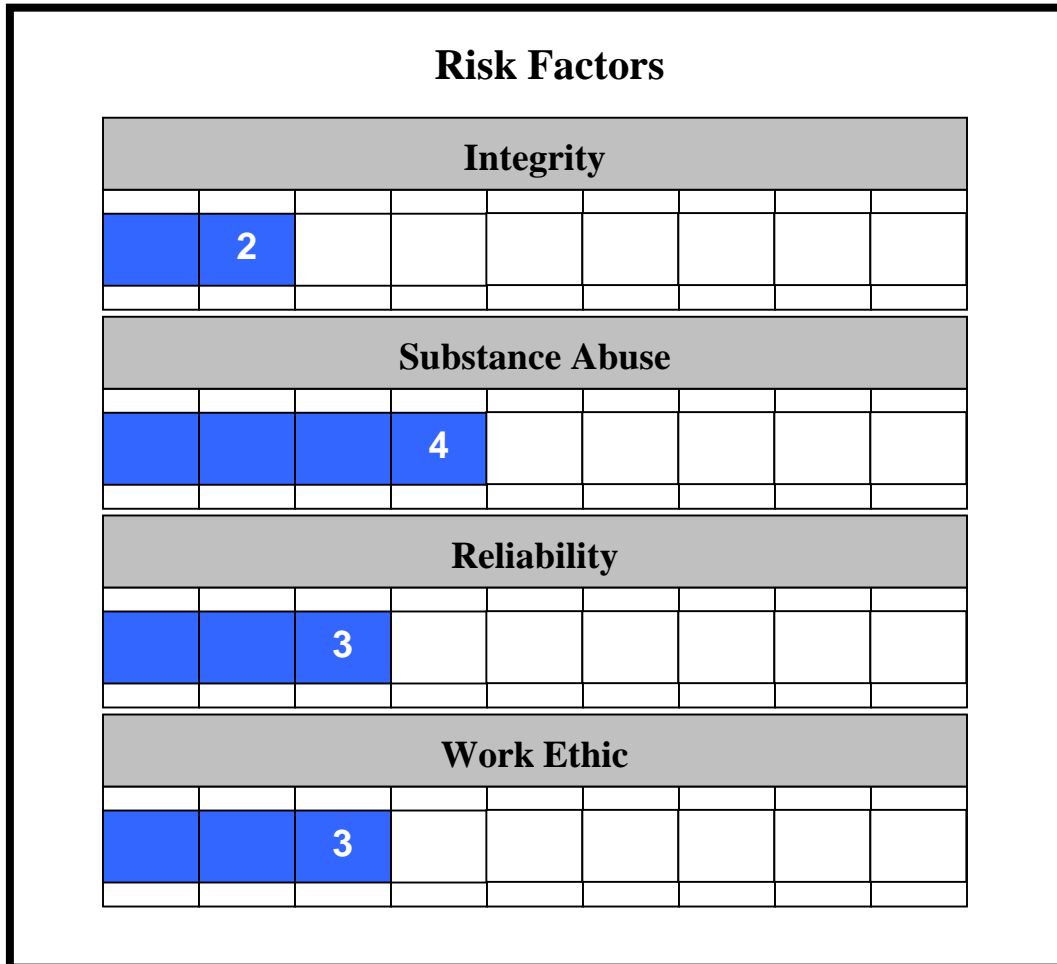 Risk Factors
Integrity
2
Substance Abuse
4
Reliability
3
Work Ethic
3